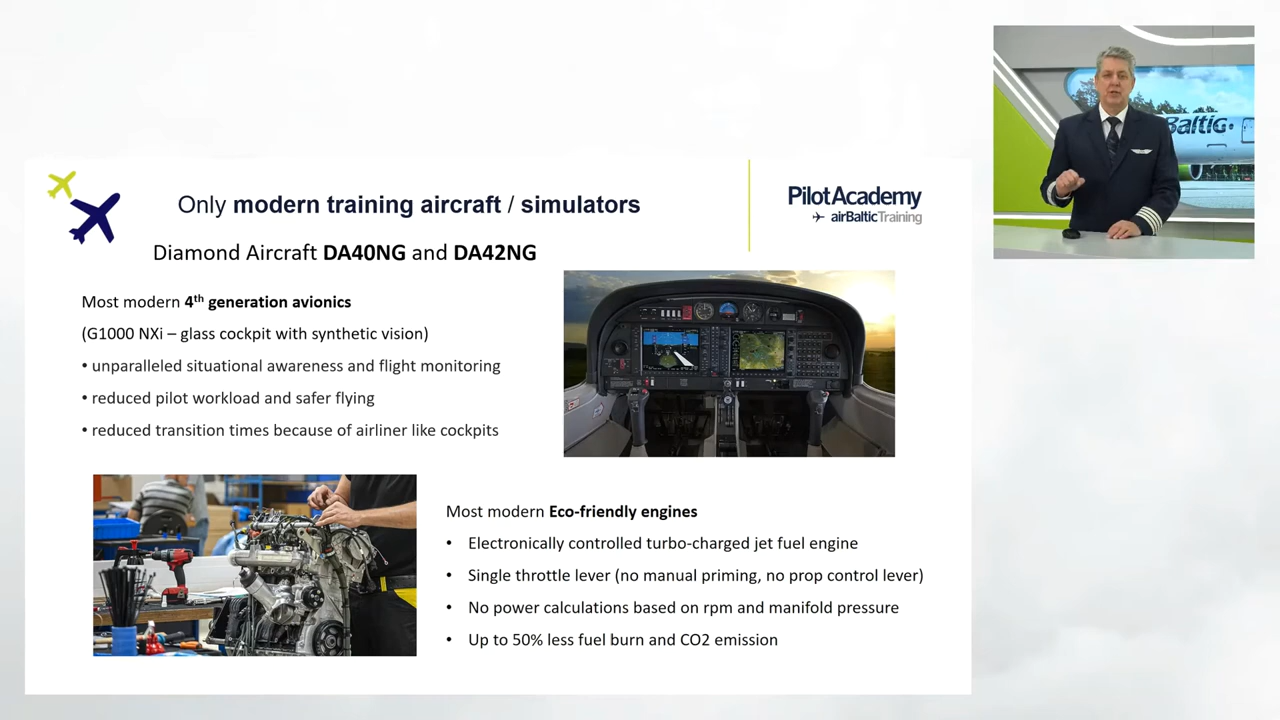 Only modern training aircraft / simulators
PilotAcademy
airBalticTraining
Diamond Aircraft DA40NG and DA42NG
Most modern 4th generation avionics
(G1000 NXi – glass cockpit with synthetic vision)
• unparalleled situational awareness and flight monitoring
• reduced pilot workload and safer flying
• reduced transition times because of airliner like cockpits
Baltic
Most modern Eco-friendly engines
• Electronically controlled turbo-charged jet fuel engine
• Single throttle lever (no manual priming, no prop control lever)
• No power calculations based on rpm and manifold pressure
• Up to 50% less fuel burn and CO2 emission